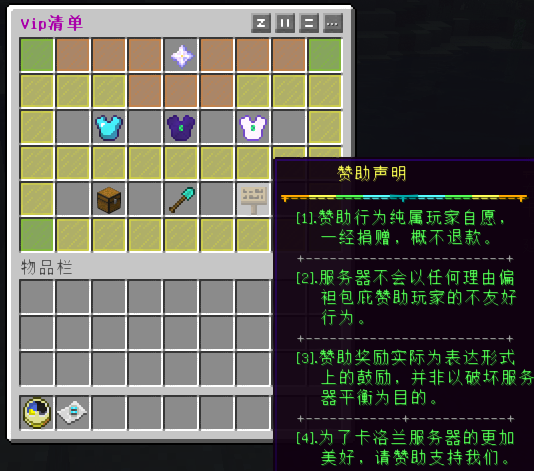 Vip清单
赞助声明
[1].赞助行为纯属玩家自愿，
一经捐赠，概不退款。
[2].服务器不会以任何理由偏
袒包庇赞助玩家的不友好
行为。
[3].赞助奖励实际为表达形式
上的鼓励，并非以破坏服务
器平衡为目的。
[4].为了卡洛兰服务器的更加
美好，请赞助支持我们。
物品栏